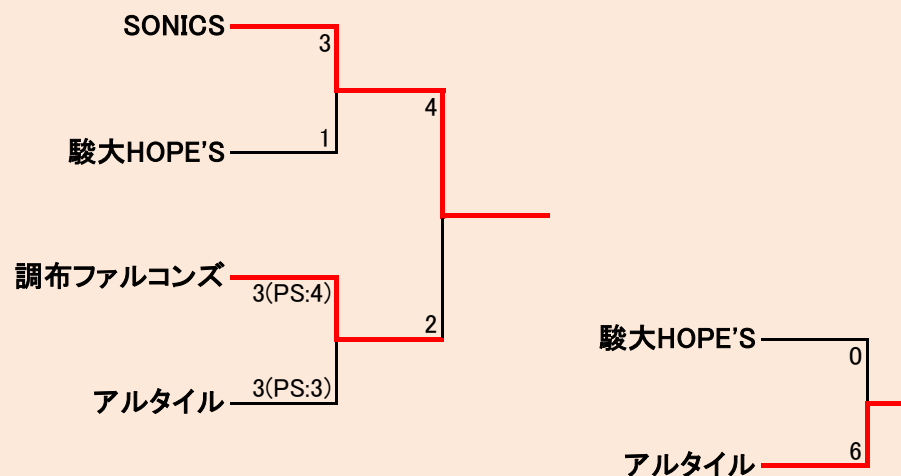 SONICS
3
4
1
駿大HOPE'S
調布ファルコンズ
3(PS:4)
2
3(PS:3)
アルタイル
駿大HOPE'S
0
6
アルタイル